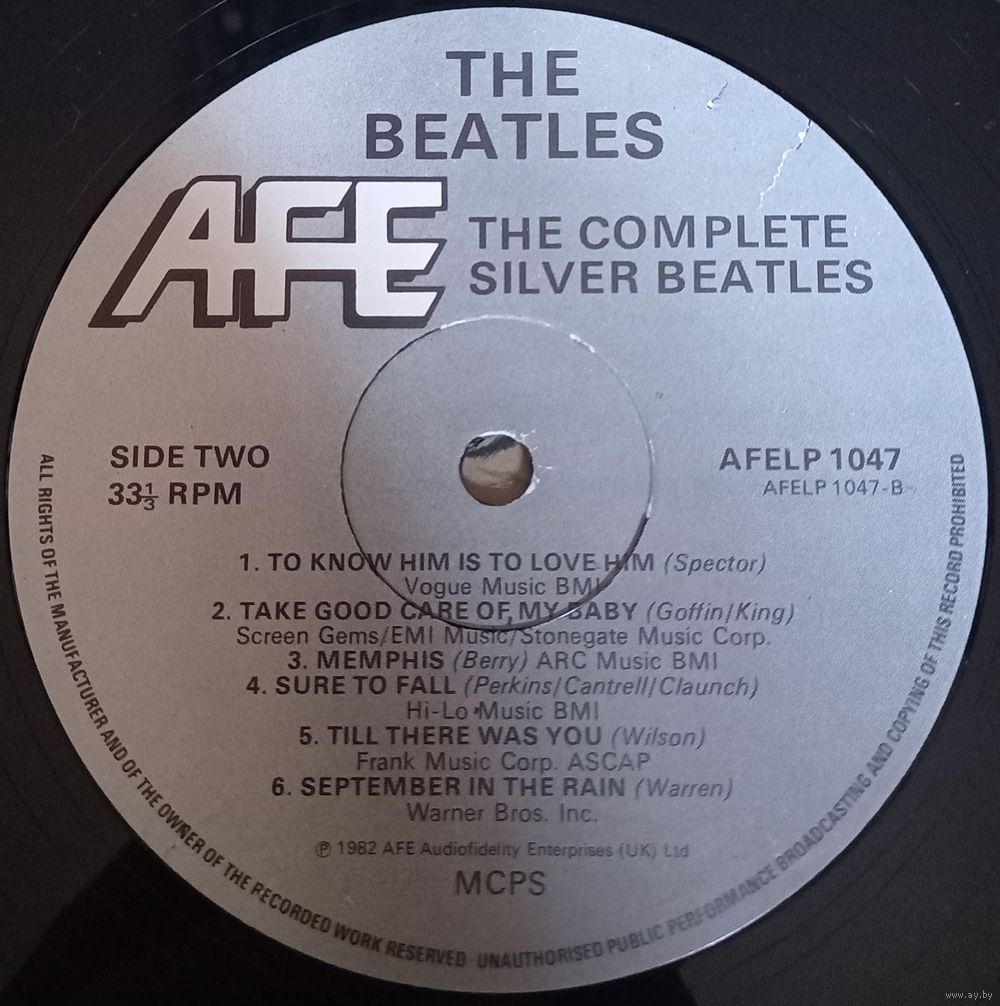 THE
BEATLES
AFE
THE COMPLETE
SILVER BEATLES
SIDE TWO
33⅓ RPM
AFELP 1047
AFELP 1047-B
1. TO KNOW HIM IS TO LOVE HIM (Spector)
Vogue Music BMI
2. TAKE GOOD CARE OF MY BABY (Goffin/King)
Screen Gems/EMI Music/Stonegate Music Corp.
3. MEMPHIS (Berry) ARC Music BMI
4. SURE TO FALL (Perkins/Cantrell/Claunch)
Hi-Lo Music BMI
5. TILL THERE WAS YOU (Wilson)
Frank Music Corp. ASCAP
6. SEPTEMBER IN THE RAIN (Warren)
Warner Bros. Inc.
℗ 1982 AFE Audiofidelity Enterprises (UK) Ltd
MCPS
ALL RIGHTS OF THE MANUFACTURER AND OF THE OWNER OF THE RECORDED WORK RESERVED · UNAUTHORISED PUBLIC PERFORMANCE BROADCASTING AND COPYING OF THIS RECORD PROHIBITED
www.ay.by